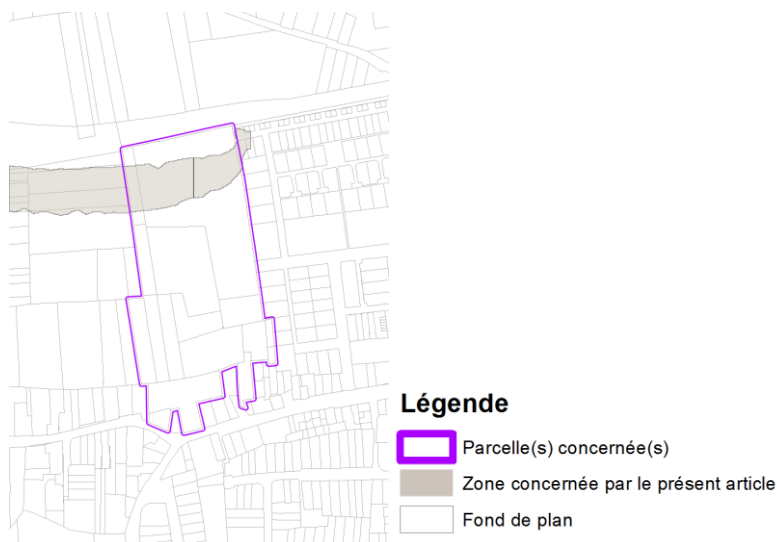 Légende
Parcelle(s) concernée(s)
Zone concernée par le présent article
Fond de plan